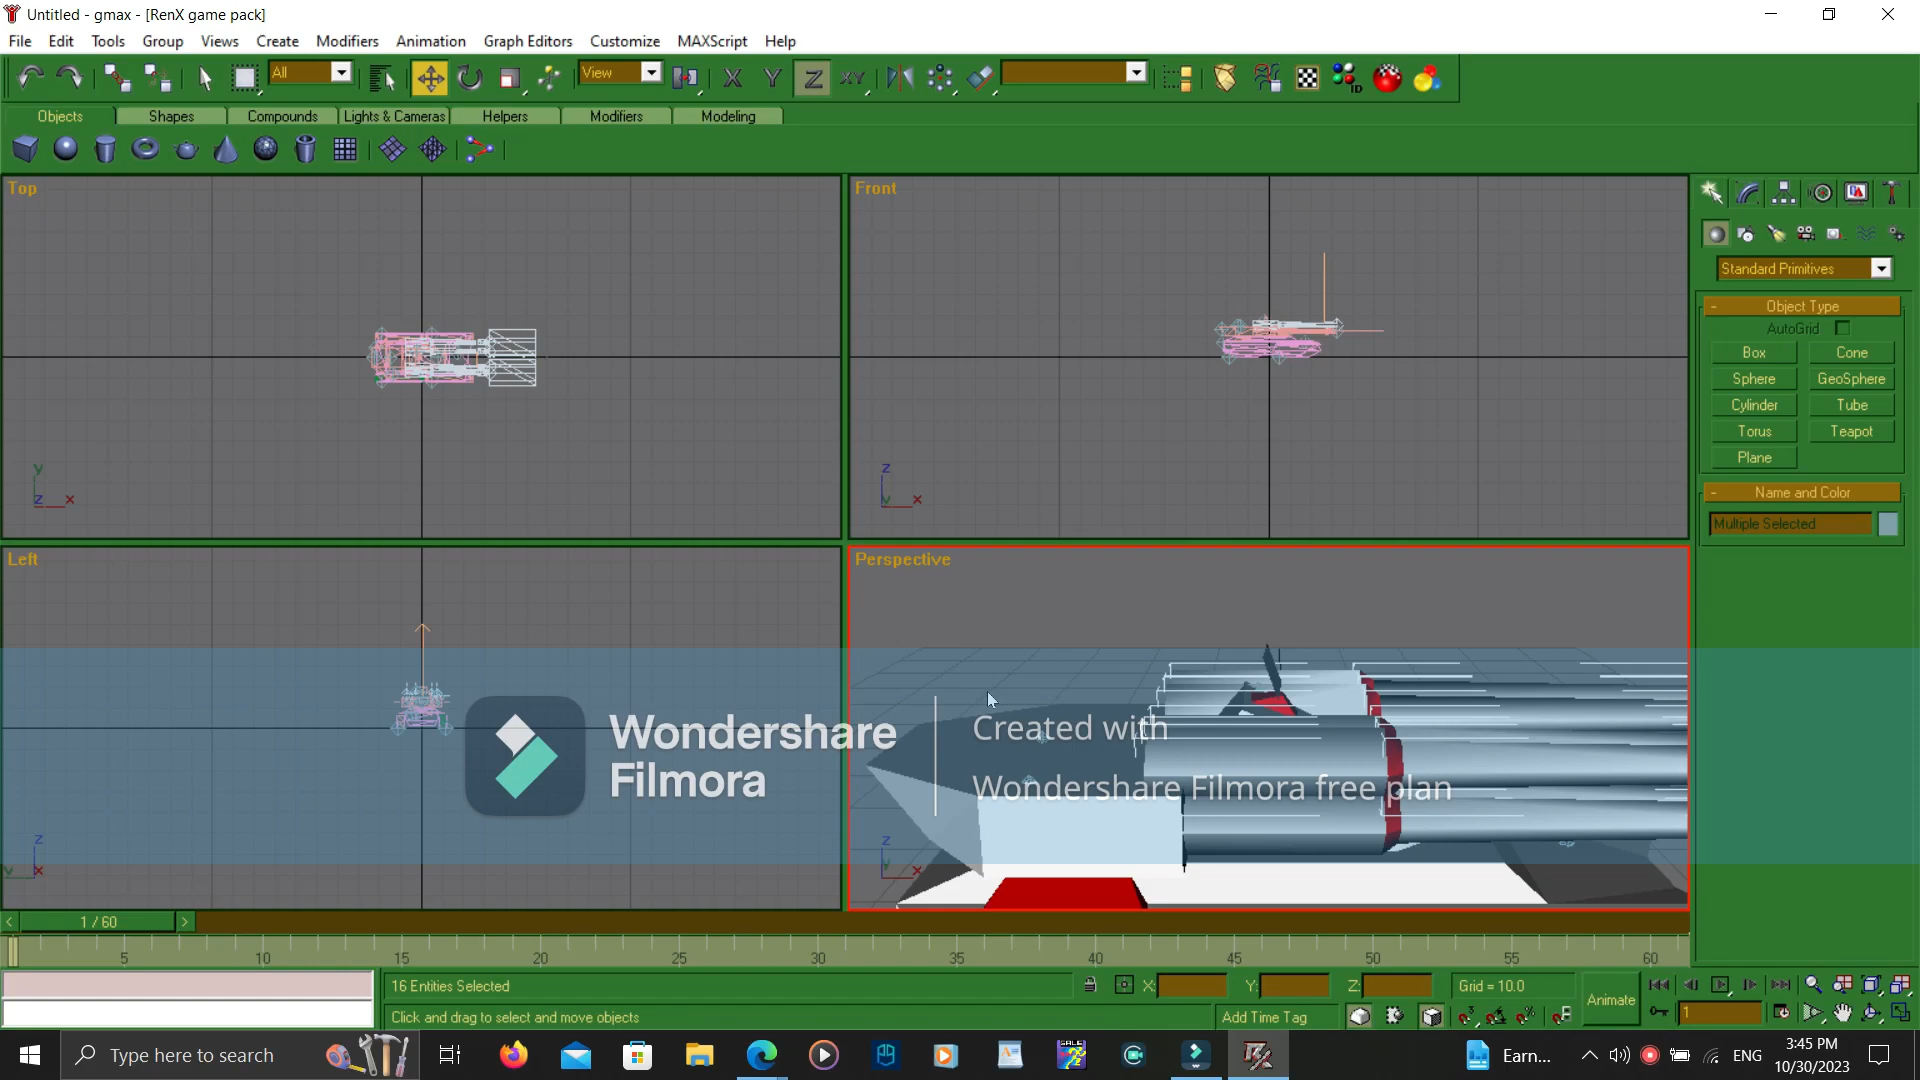 Untitled - gmax - [RenX game pack]
File Edit Tools Group Views Create Modifiers Animation Graph Editors Customize MAXScript Help
All View X Y Z XY ID
Objects Shapes Compounds Lights & Cameras Helpers Modifiers Modeling
Top Front
Standard Primitives
- Object Type
AutoGrid
Box Cone
Sphere GeoSphere
Cylinder Tube
Torus Teapot
Plane
- Name and Color
Multiple Selected
y
z x
z
y x
Left Perspective
Wondershare
Filmora
Created with
Wondershare Filmora free plan
z
y x
z
y x
< 1 / 60 >
5 10 15 20 25 30 35 40 45 50 55 60
16 Entities Selected X: Y: Z: Grid = 10.0
Animate
1
Click and drag to select and move objects Add Time Tag
Type here to search
SALE
Earn...
ENG
3:45 PM
10/30/2023